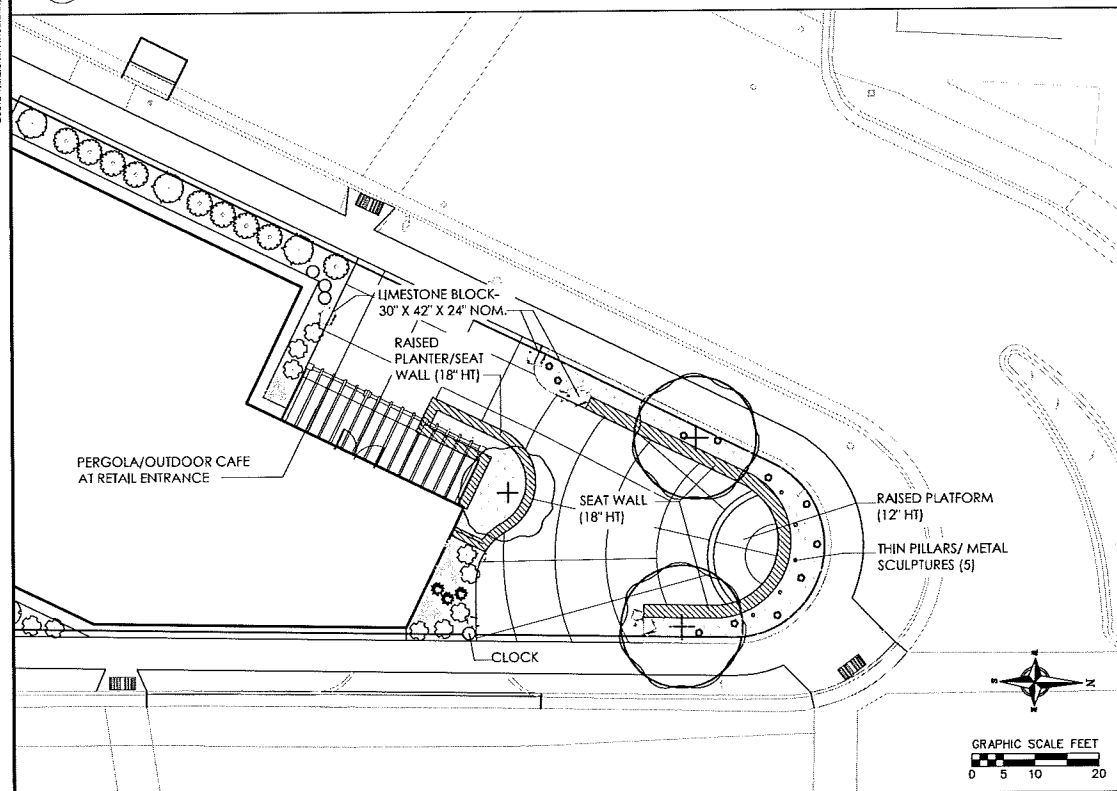 LIMESTONE BLOCK-
30" X 42" X 24" NOM.
RAISED
PLANTER/SEAT
WALL (18" HT)
PERGOLA/OUTDOOR CAFE
AT RETAIL ENTRANCE
SEAT WALL
(18" HT)
RAISED PLATFORM
(12" HT)
THIN PILLARS/ METAL
SCULPTURES (5)
CLOCK
S
N
GRAPHIC SCALE FEET
0 5 10 20